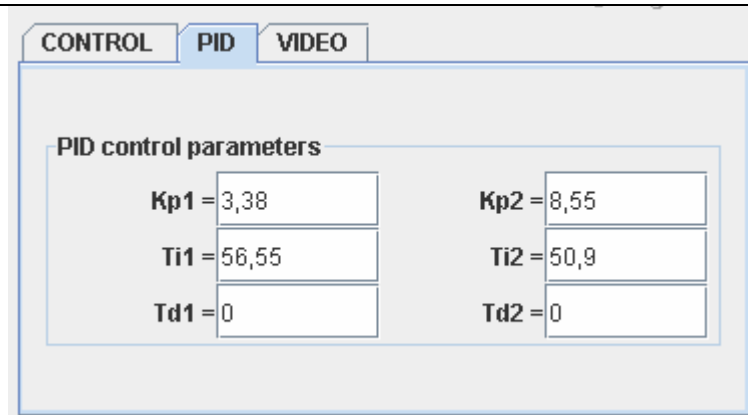 CONTROL PID VIDEO
PID control parameters
Kp1 = 3,38 Kp2 = 8,55
Ti1 = 56,55 Ti2 = 50,9
Td1 = 0 Td2 = 0